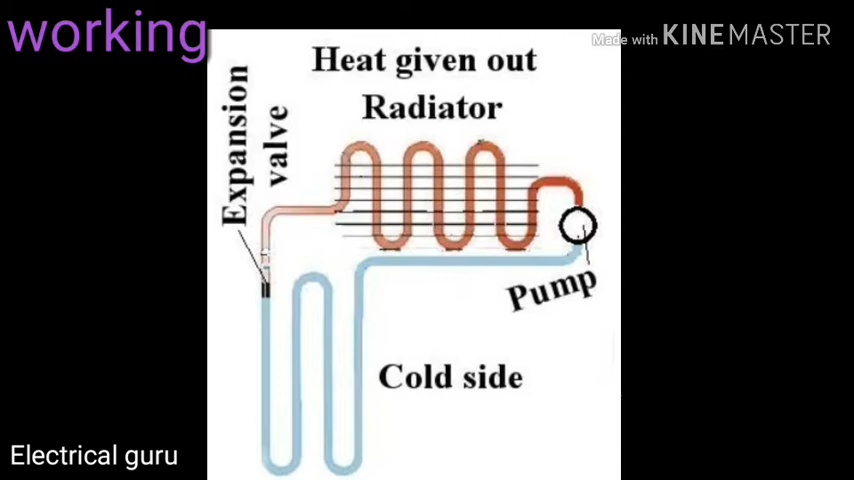 working
Made with KINEMASTER
Heat given out
Radiator
Expansion
valve
Pump
Cold side
Electrical guru